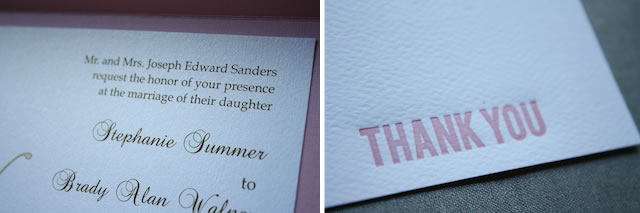 Mr. and Mrs. Joseph Edward Sanders
request the honor of your presence
at the marriage of their daughter
Stephanie Summer
to
Brady Alan
THANK YOU